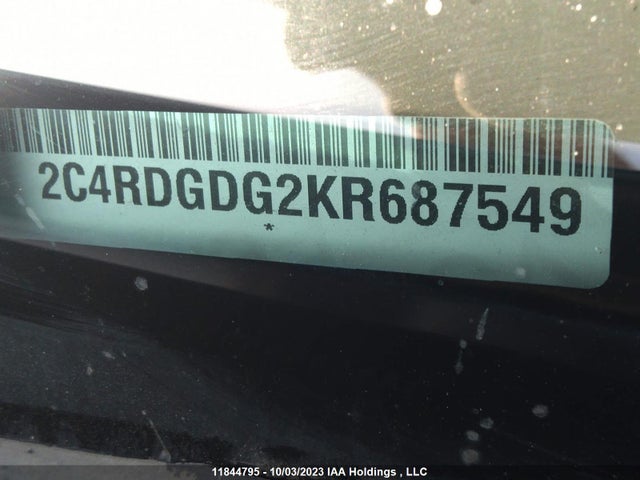 2C4RDGDG2KR687549
*
11844795 - 10/03/2023 IAA Holdings , LLC